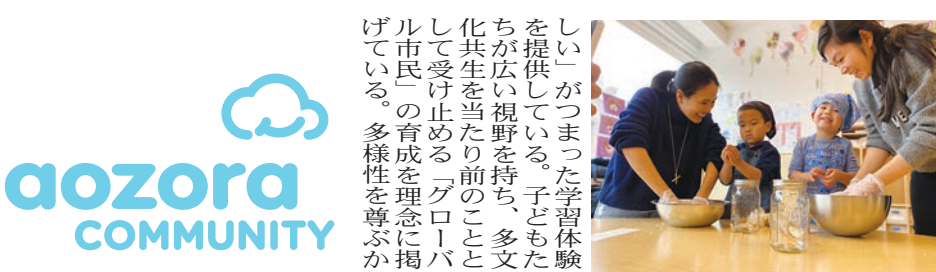 aozora
COMMUNITY
しい」がつまった学習体験
を提供している。子どもた
ちが広い視野を持ち、多文
化共生を当たり前のことと
して受け止める「グローバ
ル市民」の育成を理念に掲
げている。多様性を尊ぶか